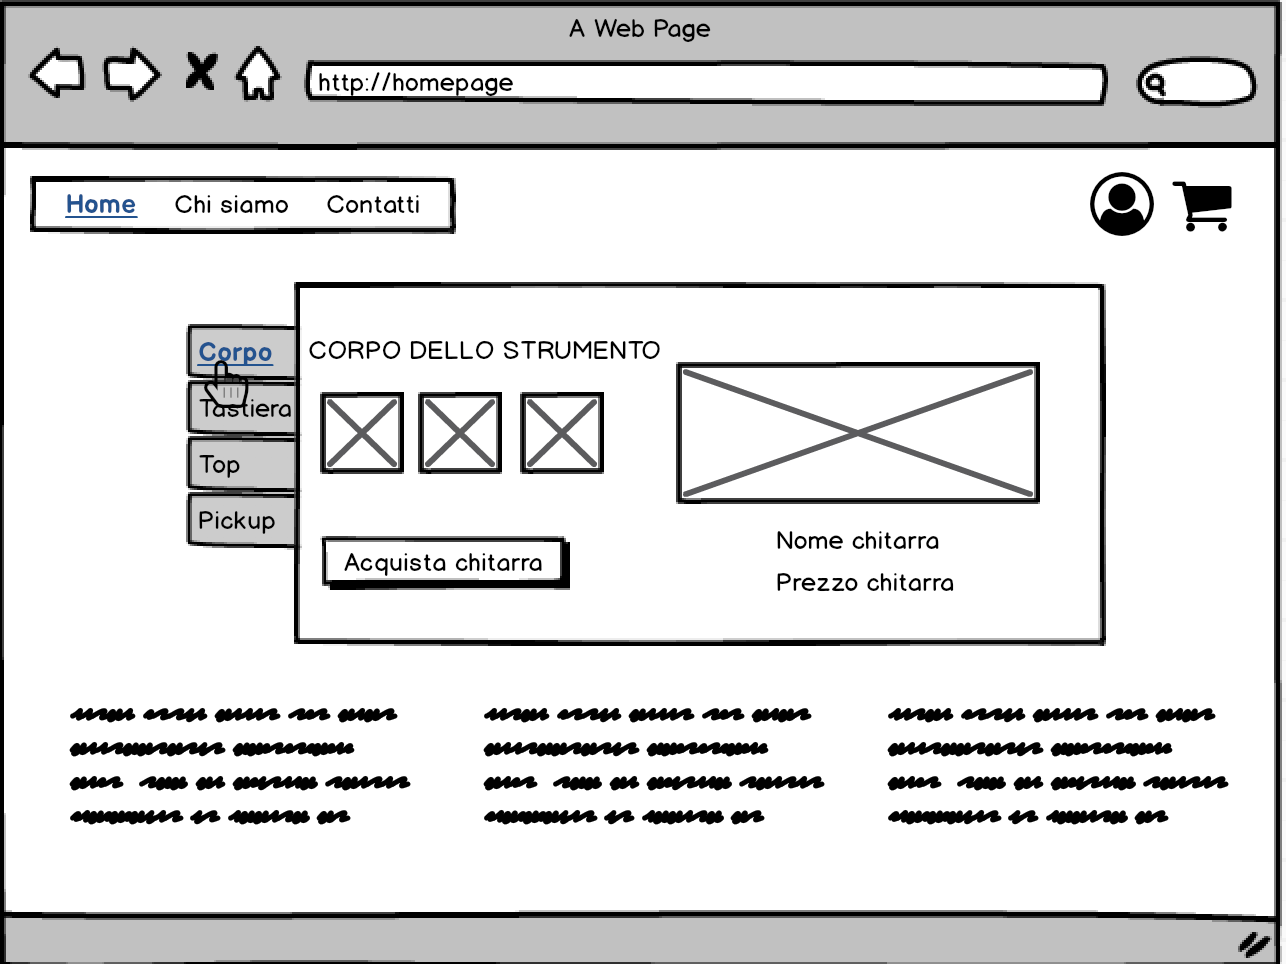 A Web Page
http://homepage
Home Chi siamo Contatti
Corpo
Tastiera
Top
Pickup
CORPO DELLO STRUMENTO
Acquista chitarra
Nome chitarra
Prezzo chitarra